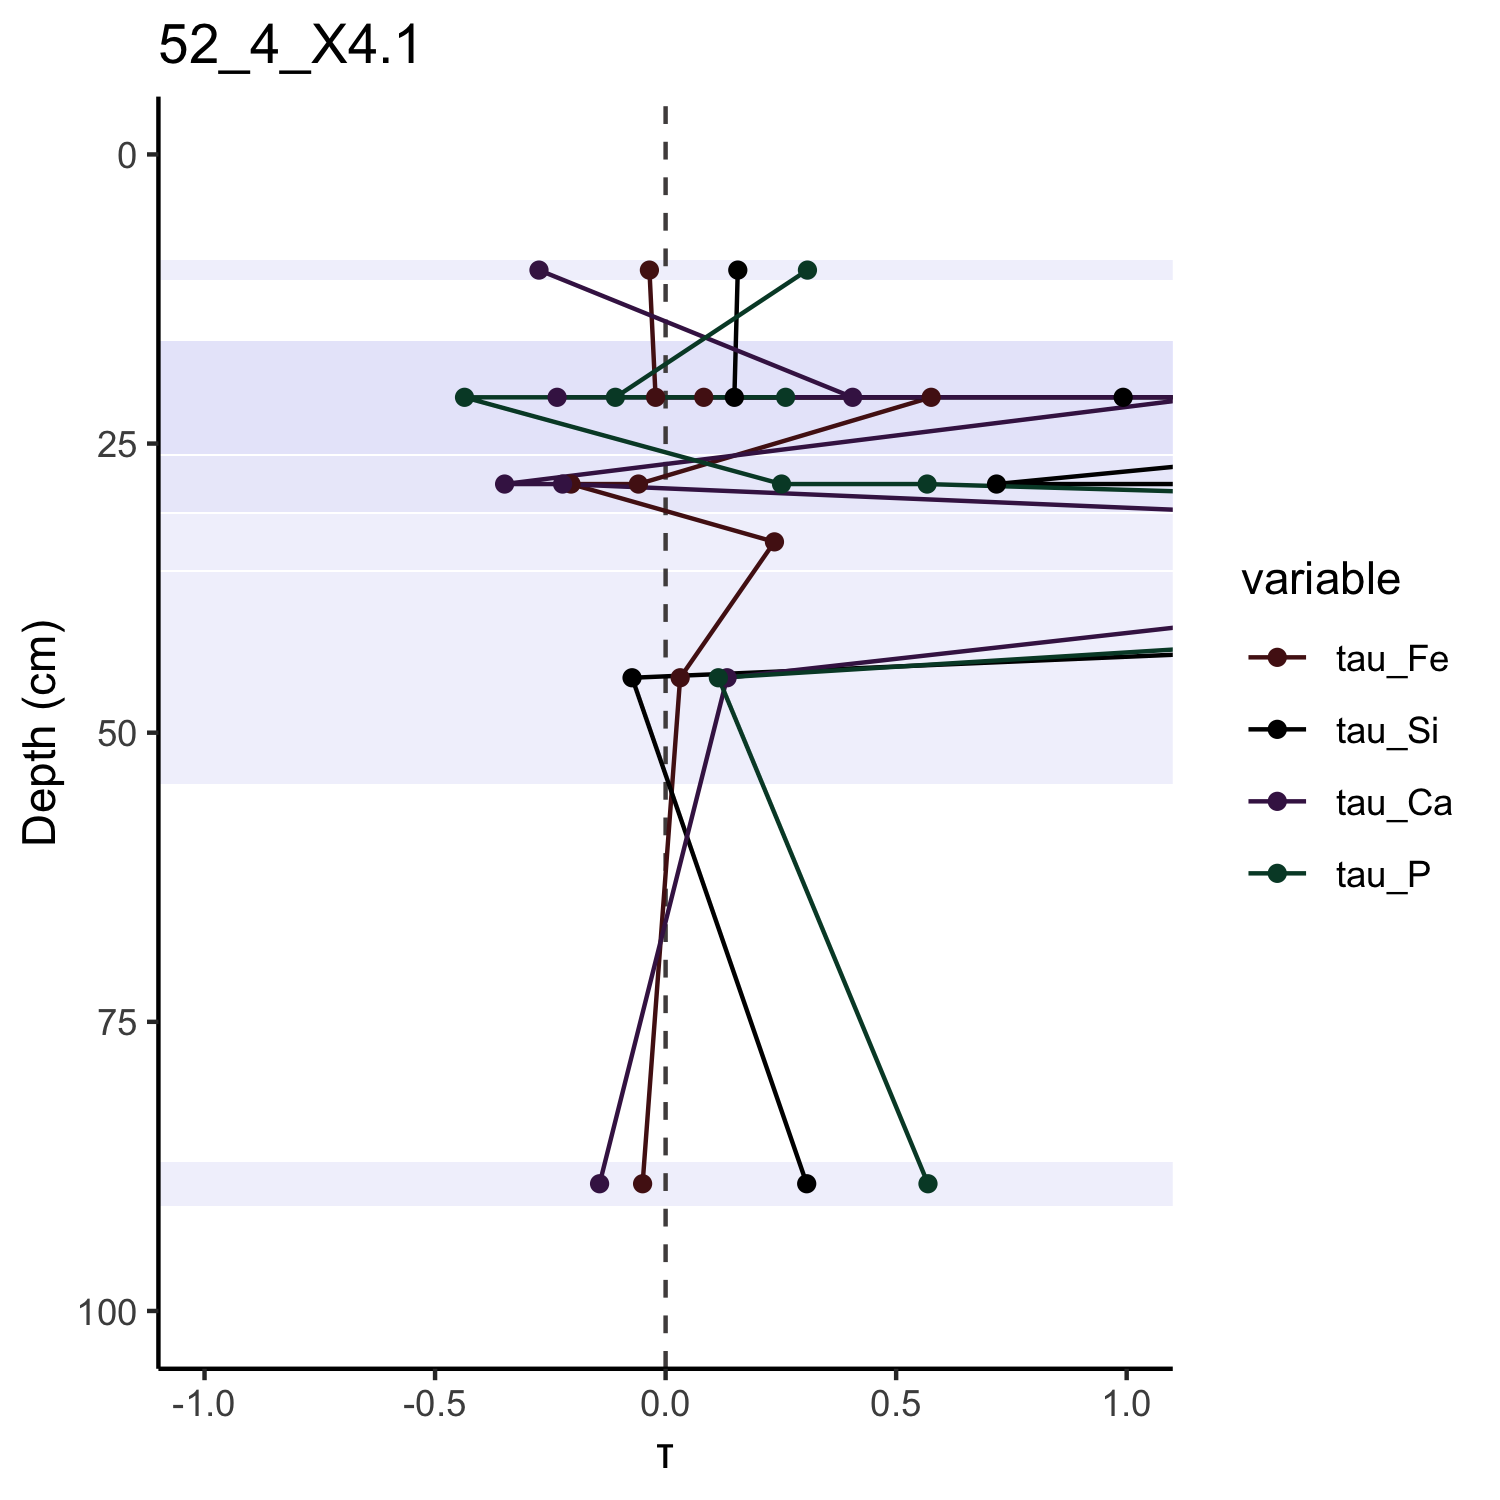 52_4_X4.1
0
25
50
75
100
Depth (cm)
-1.0 -0.5 0.0 0.5 1.0
τ
variable
tau_Fe
tau_Si
tau_Ca
tau_P